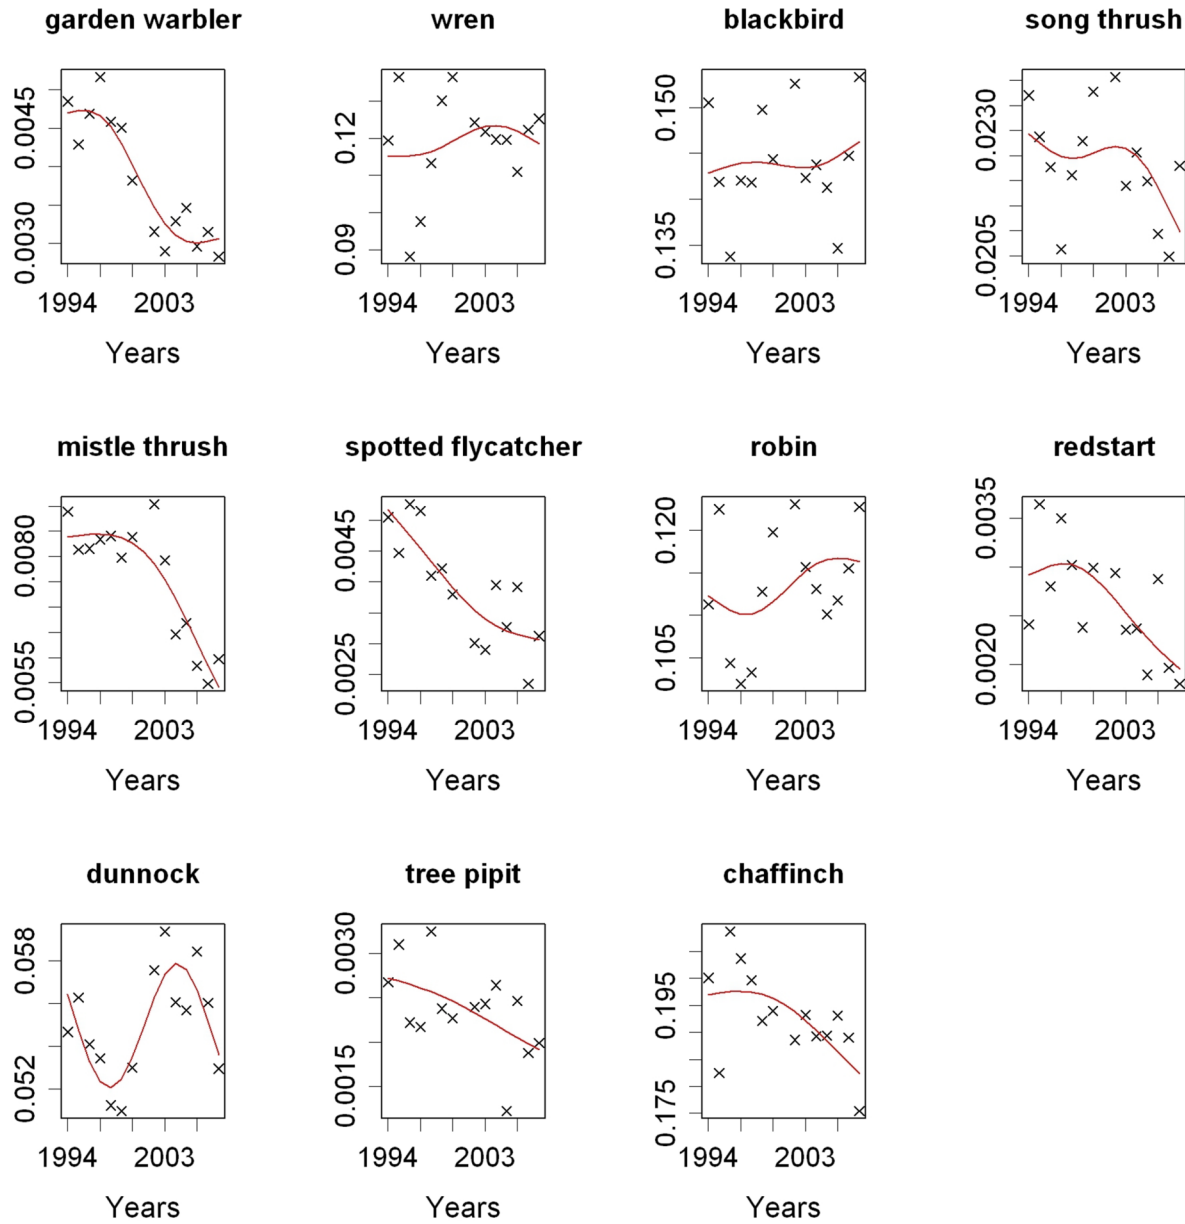 garden warbler wren blackbird song thrush
0.0045 0.12 0.150 0.0230
0.0030 0.09 0.135 0.0205
1994 2003 1994 2003 1994 2003 1994 2003
Years Years Years Years
mistle thrush spotted flycatcher robin redstart
0.0080 0.0045 0.120 0.0035
0.0055 0.0025 0.105 0.0020
1994 2003 1994 2003 1994 2003 1994 2003
Years Years Years Years
dunnock tree pipit chaffinch
0.058 0.0030 0.195
0.052 0.0015 0.175
1994 2003 1994 2003 1994 2003
Years Years Years